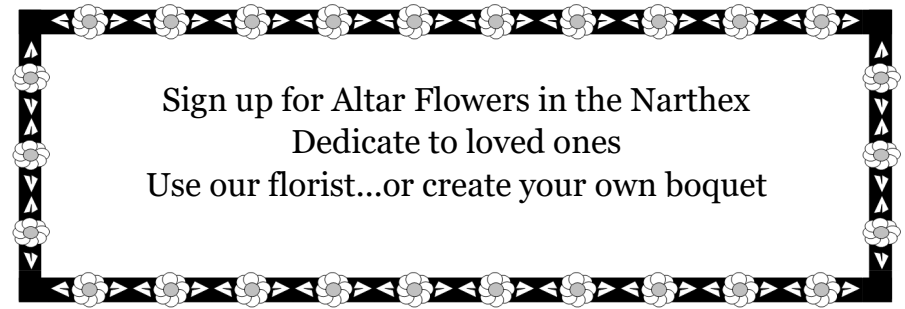 Sign up for Altar Flowers in the Narthex
Dedicate to loved ones
Use our florist...or create your own boquet